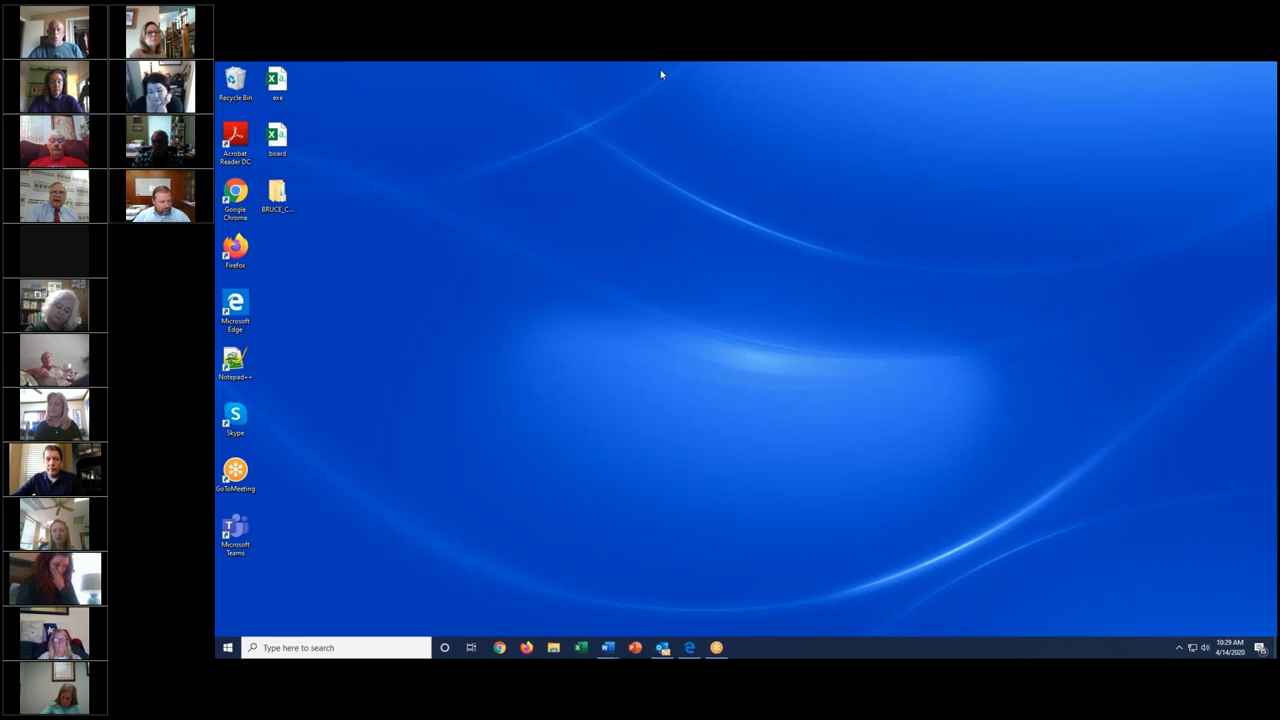 Recycle Bin
exe
Acrobat
Reader DC
board
Google
Chrome
BRUCE_C...
Firefox
Microsoft
Edge
Notepad++
Skype
GoToMeeting
Microsoft
Teams
Type here to search
10:29 AM
4/14/2020